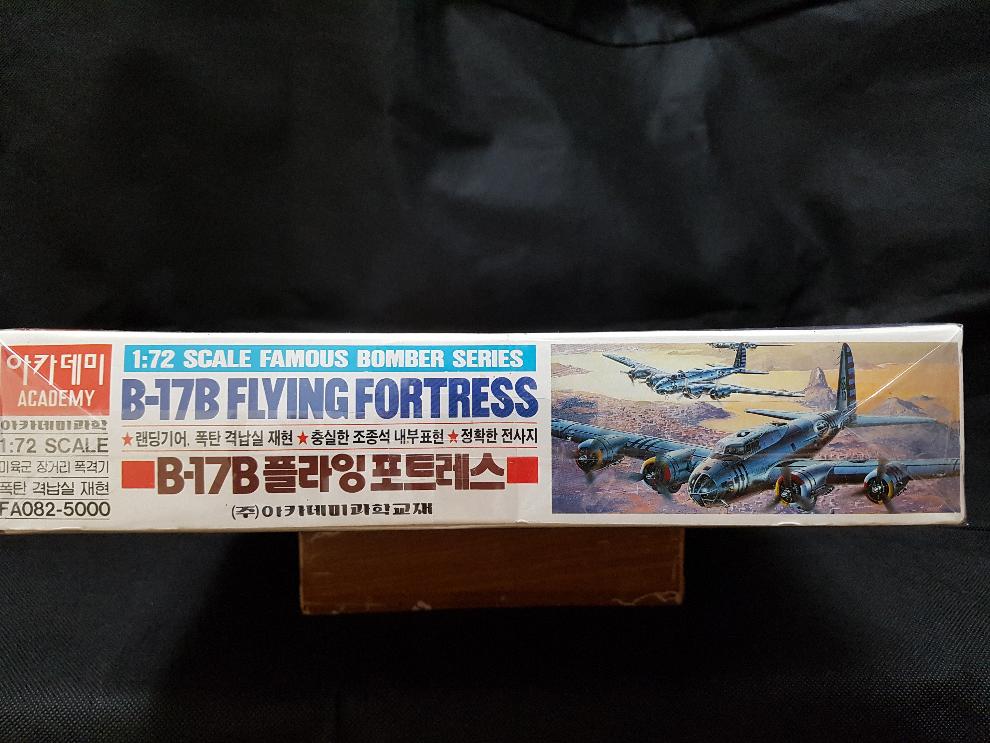 아카데미
ACADEMY
아카데미과학
1:72 SCALE
미육군 장거리 폭격기
폭탄 격납실 재현
FA082-5000
1:72 SCALE FAMOUS BOMBER SERIES
B-17B FLYING FORTRESS
★랜딩기어, 폭탄 격납실 재현 ★충실한 조종석 내부표현 ★정확한 전사지
B-17B 플라잉 포트레스
(주)아카데미과학교재